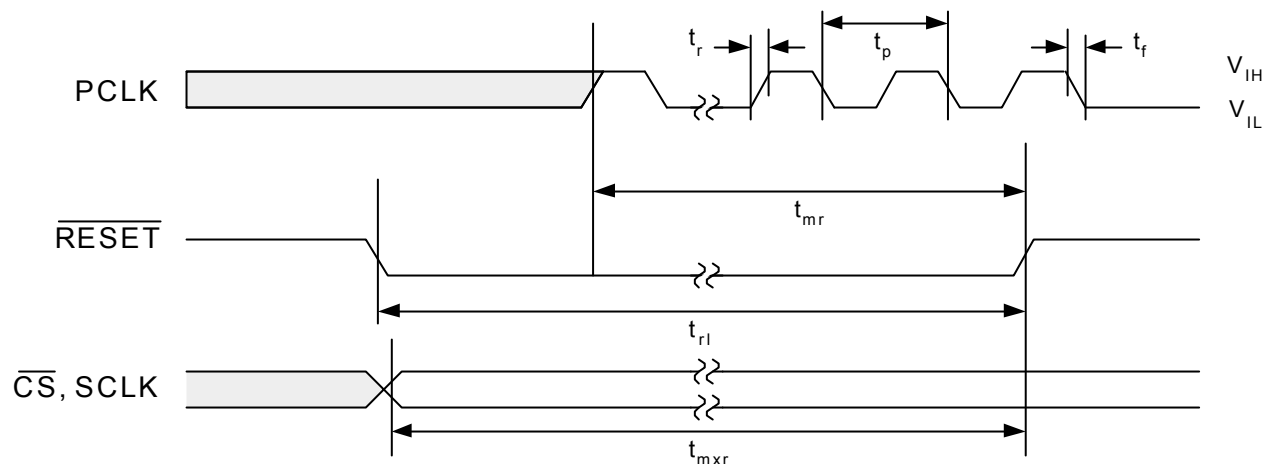 t_r
t_p
t_f
PCLK
V_IH
V_IL
t_mr
RESET
t_rl
CS, SCLK
t_mxr